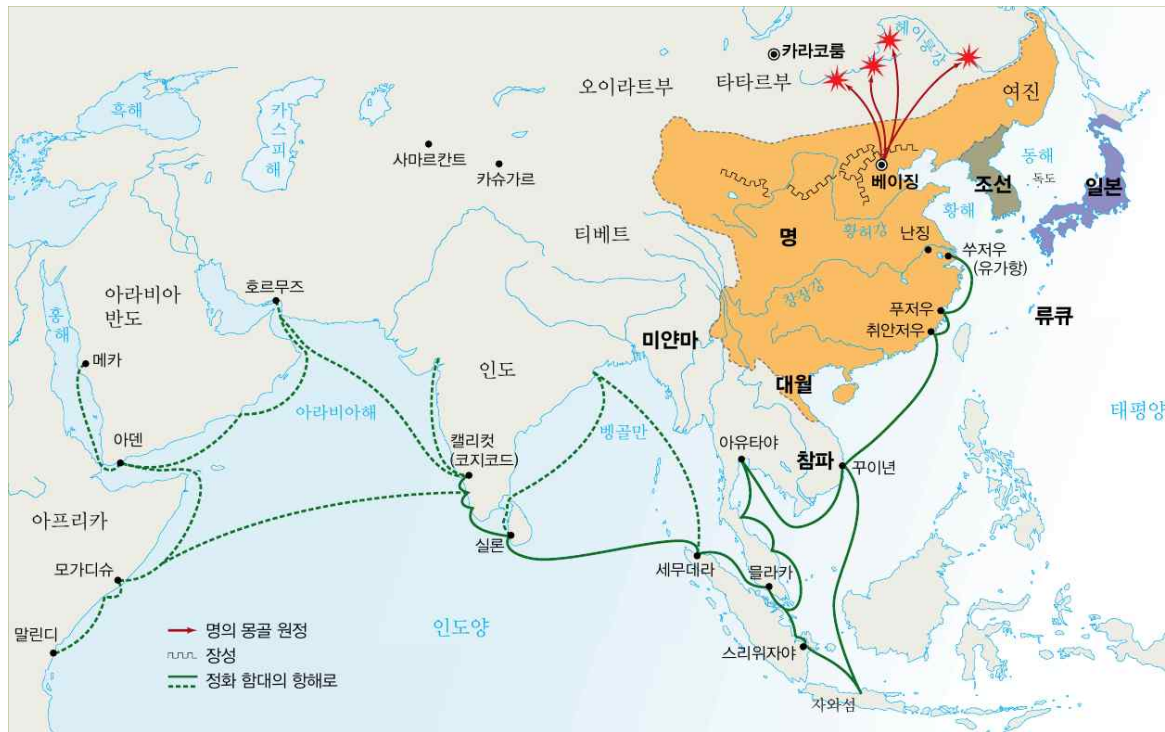 카라코룸
헤이룽강
오이라트부
타타르부
여진
흑해
카스피해
사마르칸트
카슈가르
베이징
조선
동해
독도
일본
황해
티베트
명
황허강
난징
쑤저우
(유가항)
창장강
호르무즈
아라비아
반도
홍해
메카
푸저우
취안저우
류큐
미얀마
인도
대월
태평양
아라비아해
벵골만
아덴
캘리컷
(코지코드)
아유타야
참파
꾸이년
아프리카
실론
모가디슈
세무데라
믈라카
말린디
인도양
스리위자야
자와섬
명의 몽골 원정
장성
정화 함대의 항해로